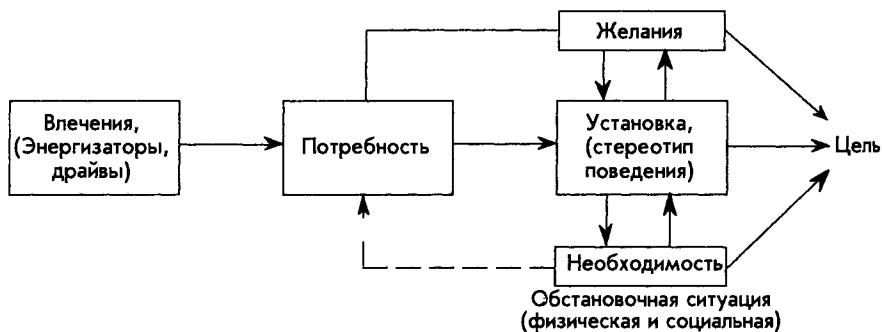 Желания
Влечения,
(Энергизаторы,
драйвы)
Потребность
Установка,
(стереотип
поведения)
Цель
Необходимость
Обстановочная ситуация
(физическая и социальная)